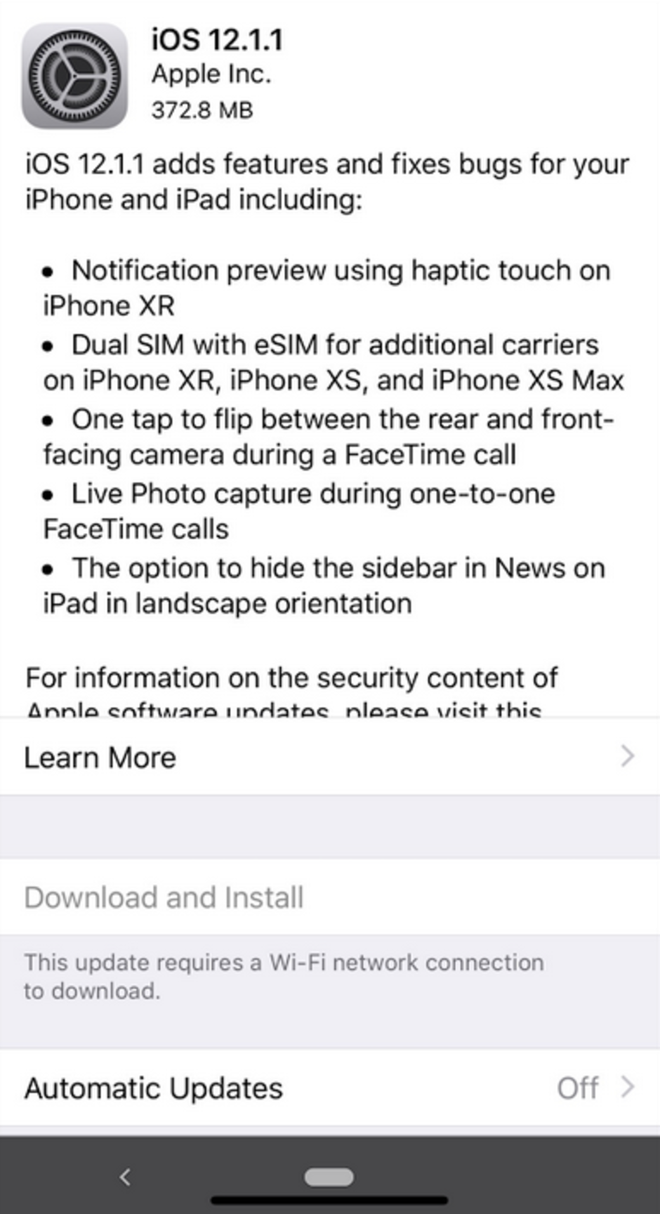 iOS 12.1.1
Apple Inc.
372.8 MB
iOS 12.1.1 adds features and fixes bugs for your
iPhone and iPad including:
• Notification preview using haptic touch on
iPhone XR
• Dual SIM with eSIM for additional carriers
on iPhone XR, iPhone XS, and iPhone XS Max
• One tap to flip between the rear and front-
facing camera during a FaceTime call
• Live Photo capture during one-to-one
FaceTime calls
• The option to hide the sidebar in News on
iPad in landscape orientation
For information on the security content of
Apple software updates, please visit this
Learn More
Download and Install
This update requires a Wi-Fi network connection
to download.
Automatic Updates Off